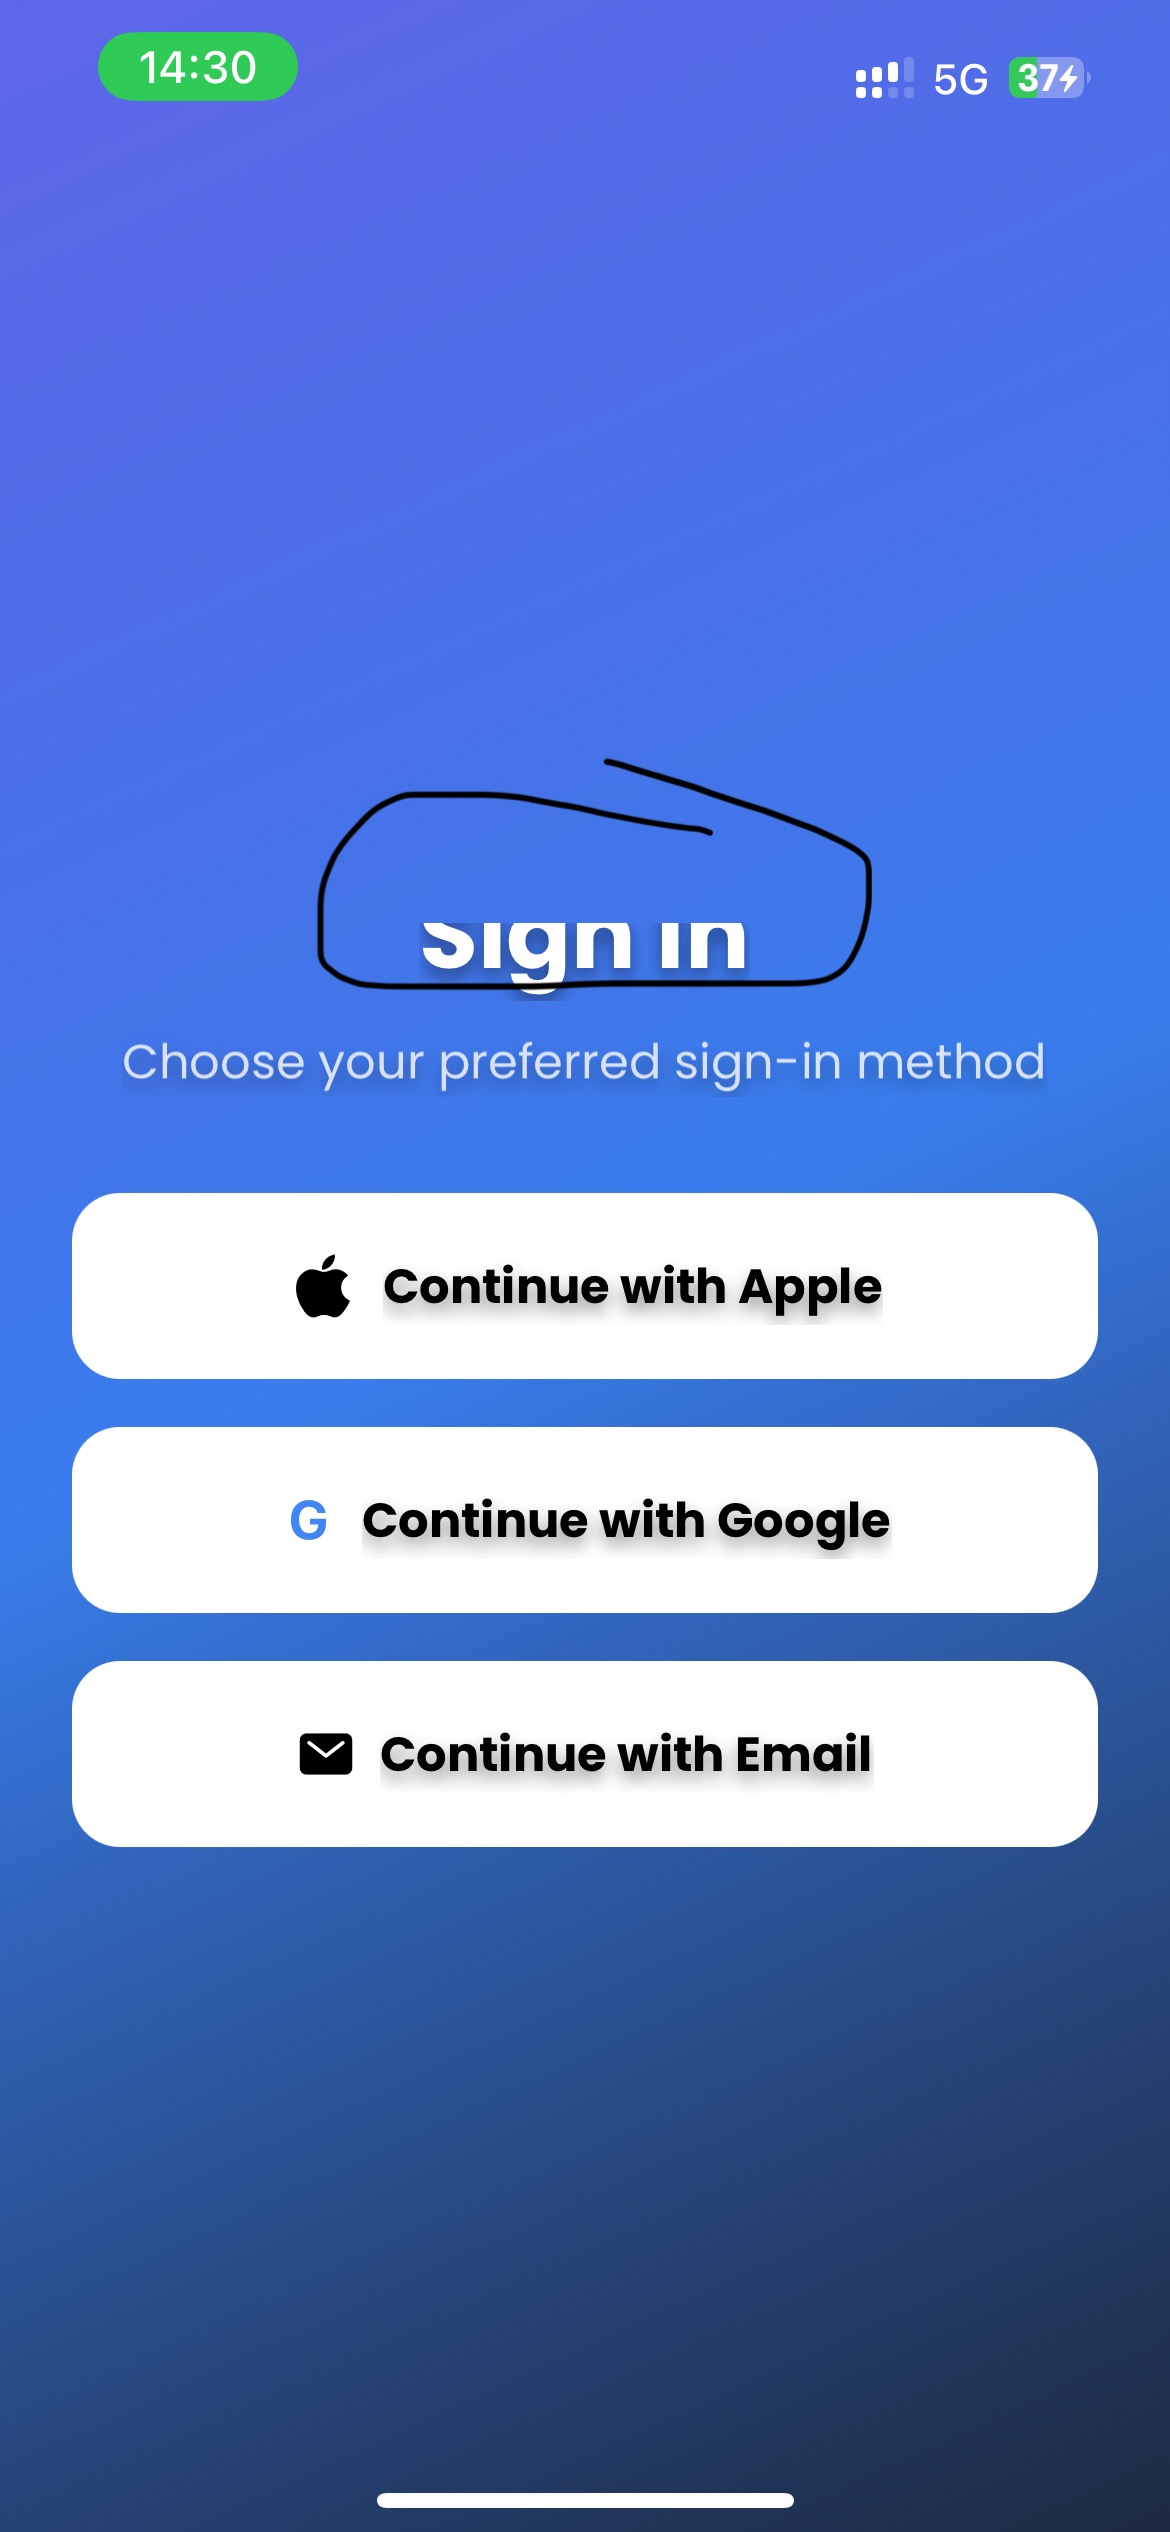 14:30
5G 37
Sign in
Choose your preferred sign-in method
Continue with Apple
G Continue with Google
Continue with Email